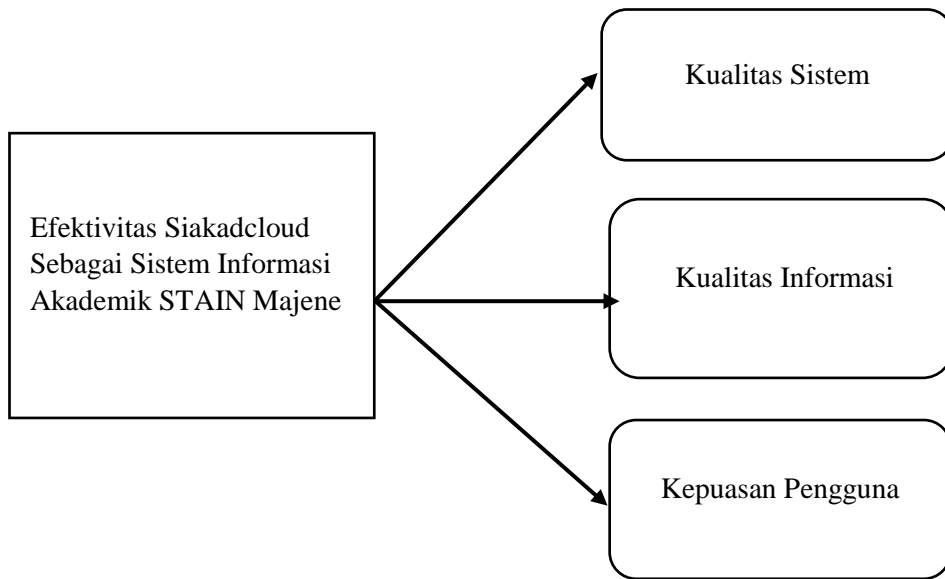 Kualitas Sistem
Efektivitas Siakadcloud
Sebagai Sistem Informasi
Akademik STAIN Majene
Kualitas Informasi
Kepuasan Pengguna